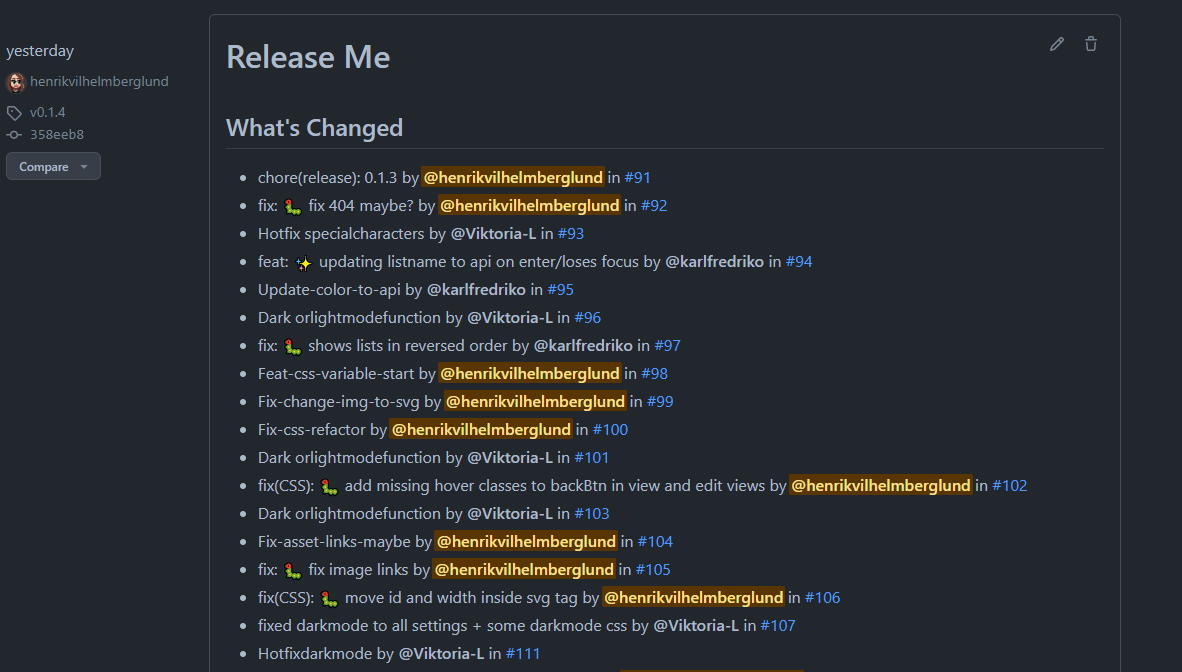 yesterday
henrikvilhelmberglund
v0.1.4
358eeb8
Compare
Release Me
What's Changed
chore(release): 0.1.3 by @henrikvilhelmberglund in #91
fix: 🐛 fix 404 maybe? by @henrikvilhelmberglund in #92
Hotfix specialcharacters by @Viktoria-L in #93
feat: ✨ updating listname to api on enter/loses focus by @karlfredriko in #94
Update-color-to-api by @karlfredriko in #95
Dark orlightmodefunction by @Viktoria-L in #96
fix: 🐛 shows lists in reversed order by @karlfredriko in #97
Feat-css-variable-start by @henrikvilhelmberglund in #98
Fix-change-img-to-svg by @henrikvilhelmberglund in #99
Fix-css-refactor by @henrikvilhelmberglund in #100
Dark orlightmodefunction by @Viktoria-L in #101
fix(CSS): 🐛 add missing hover classes to backBtn in view and edit views by @henrikvilhelmberglund in #102
Dark orlightmodefunction by @Viktoria-L in #103
Fix-asset-links-maybe by @henrikvilhelmberglund in #104
fix: 🐛 fix image links by @henrikvilhelmberglund in #105
fix(CSS): 🐛 move id and width inside svg tag by @henrikvilhelmberglund in #106
fixed darkmode to all settings + some darkmode css by @Viktoria-L in #107
Hotfixdarkmode by @Viktoria-L in #111